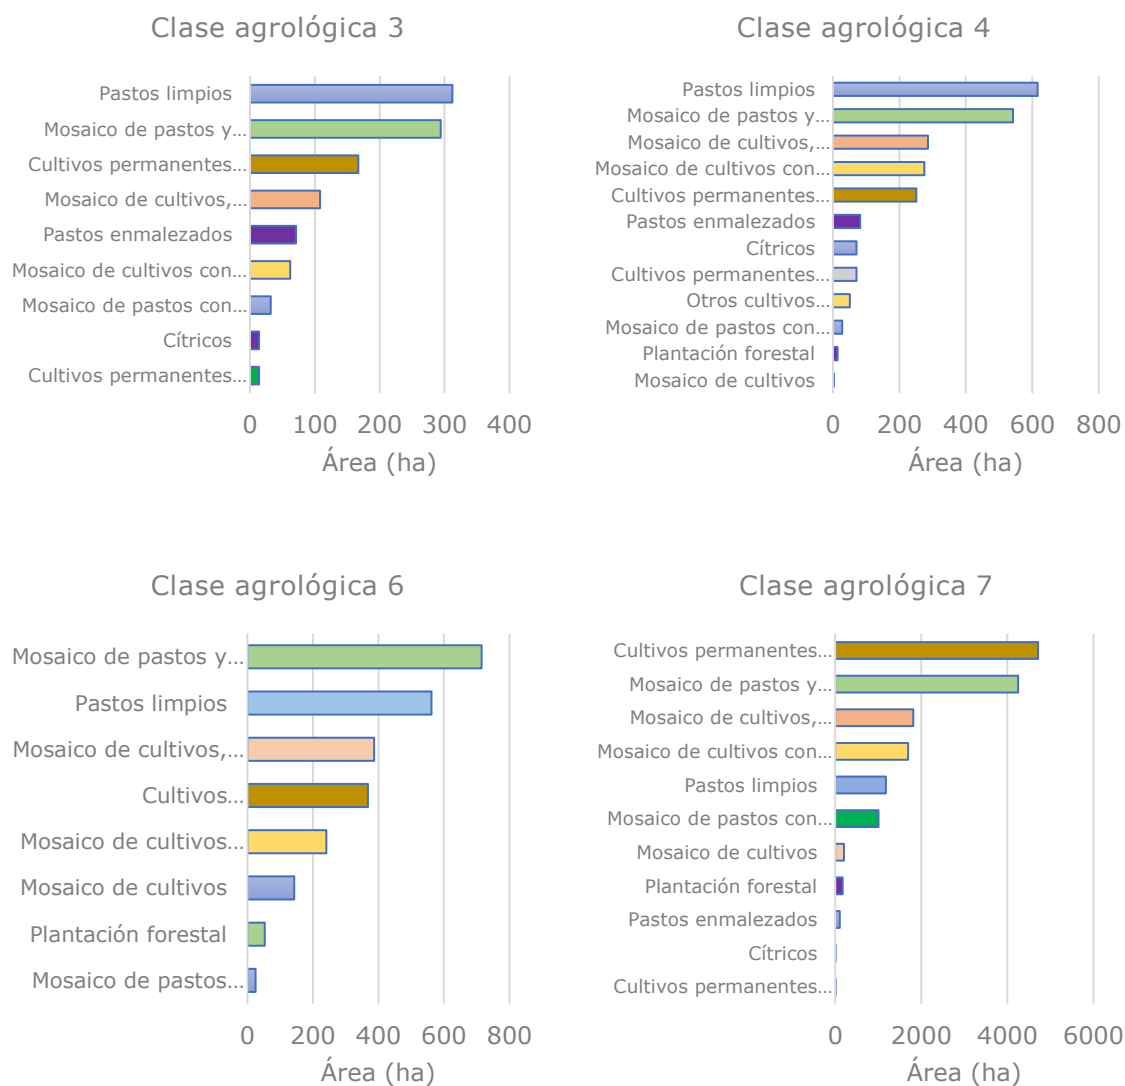 Clase agrológica 3
Pastos limpios
Mosaico de pastos y...
Cultivos permanentes...
Mosaico de cultivos,...
Pastos enmalezados
Mosaico de cultivos con...
Mosaico de pastos con...
Cítricos
Cultivos permanentes...
0 100 200 300 400
Área (ha)
Clase agrológica 4
Pastos limpios
Mosaico de pastos y...
Mosaico de cultivos,...
Mosaico de cultivos con...
Cultivos permanentes...
Pastos enmalezados
Cítricos
Cultivos permanentes...
Otros cultivos...
Mosaico de pastos con...
Plantación forestal
Mosaico de cultivos
0 200 400 600 800
Área (ha)
Clase agrológica 6
Mosaico de pastos y...
Pastos limpios
Mosaico de cultivos,...
Cultivos...
Mosaico de cultivos...
Mosaico de cultivos
Plantación forestal
Mosaico de pastos...
0 200 400 600 800
Área (ha)
Clase agrológica 7
Cultivos permanentes...
Mosaico de pastos y...
Mosaico de cultivos,...
Mosaico de cultivos con...
Pastos limpios
Mosaico de pastos con...
Mosaico de cultivos
Plantación forestal
Pastos enmalezados
Cítricos
Cultivos permanentes...
0 2000 4000 6000
Área (ha)